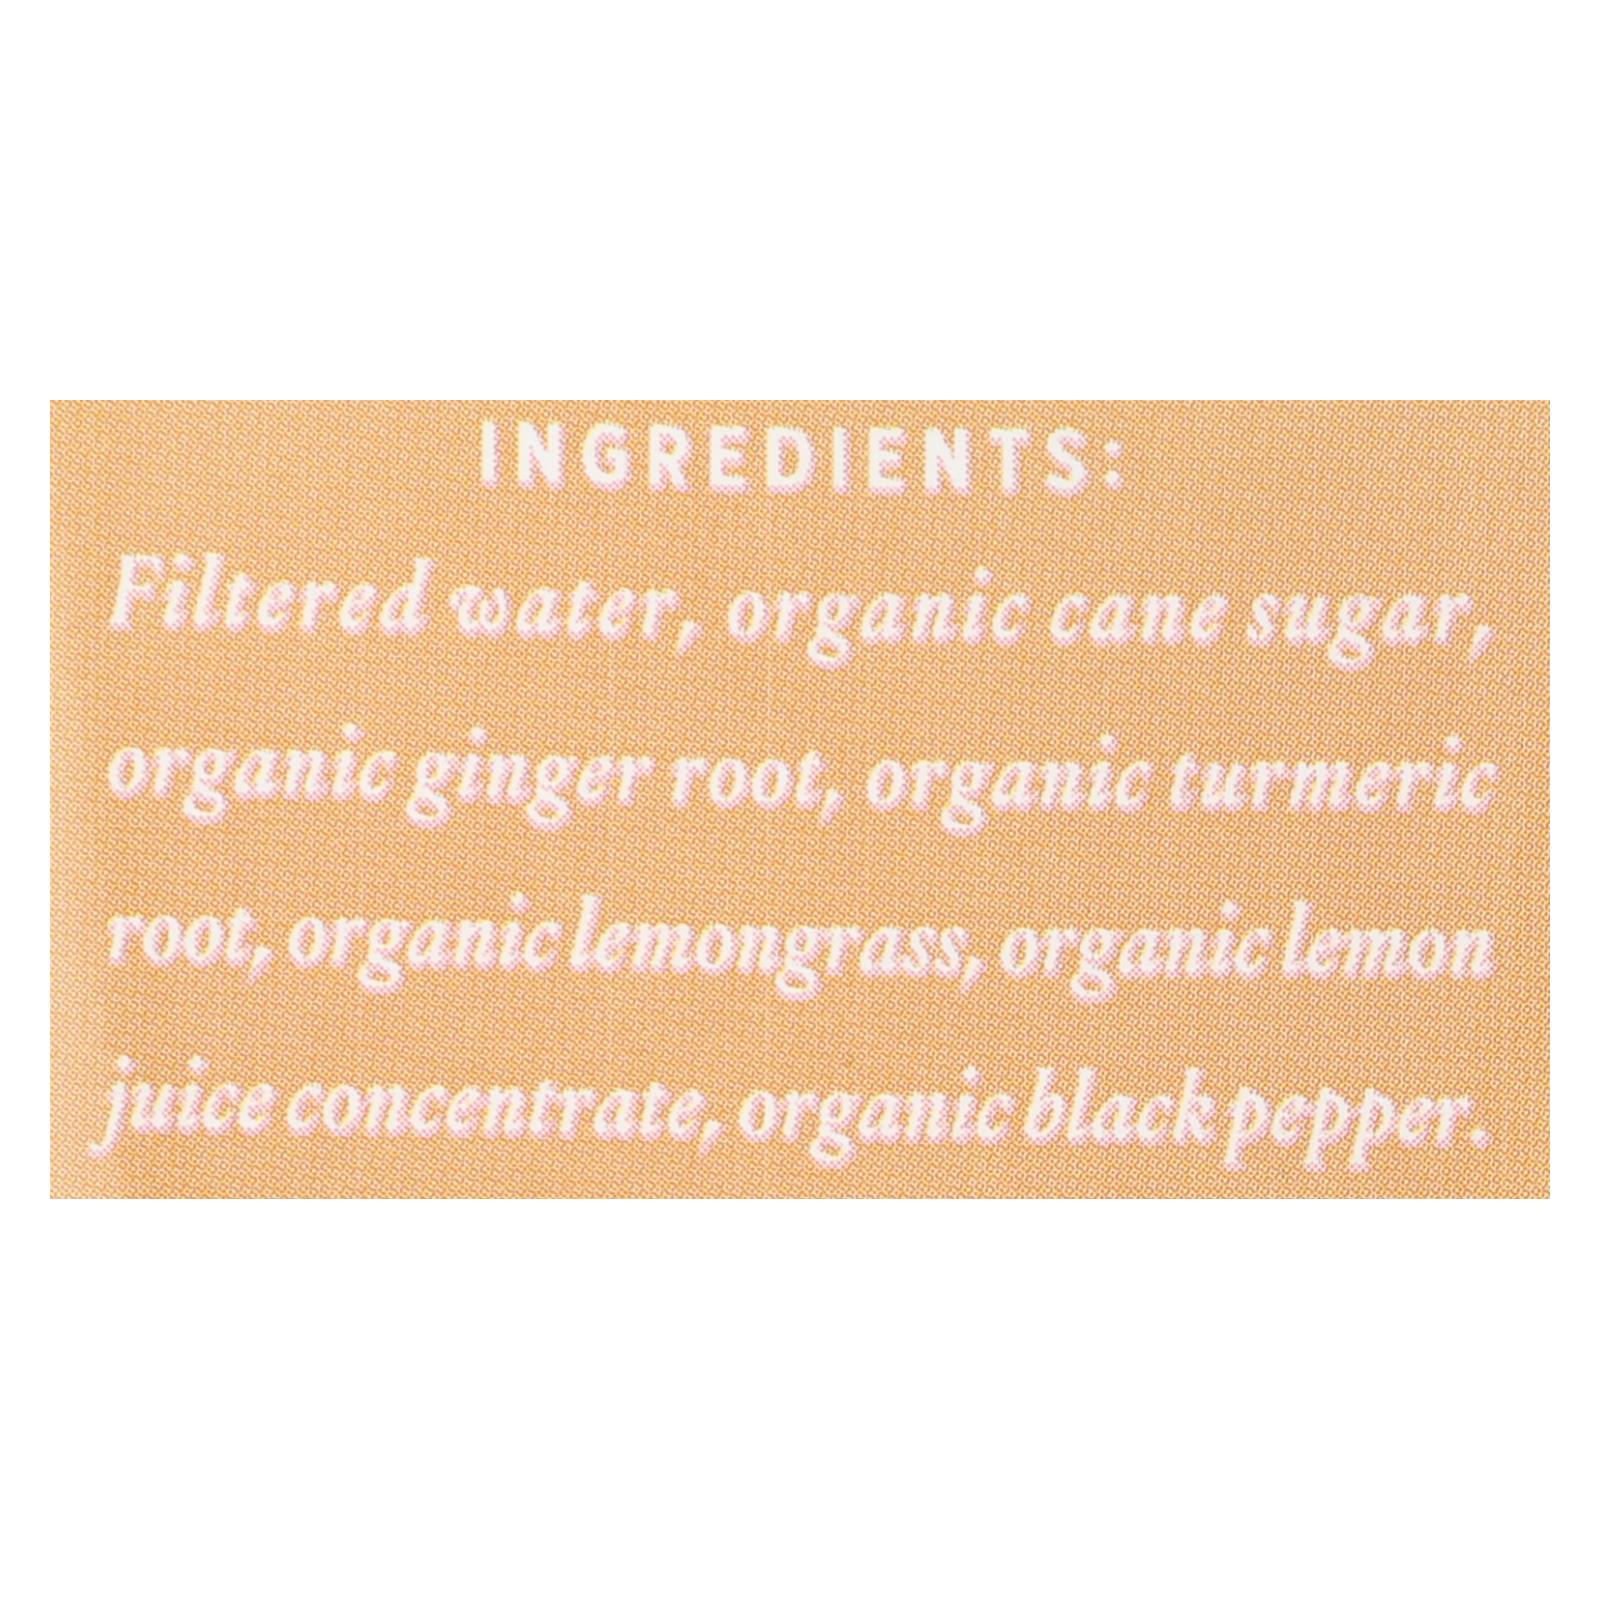 INGREDIENTS:
Filtered water, organic cane sugar,
organic ginger root, organic turmeric
root, organic lemongrass, organic lemon
juice concentrate, organic black pepper.